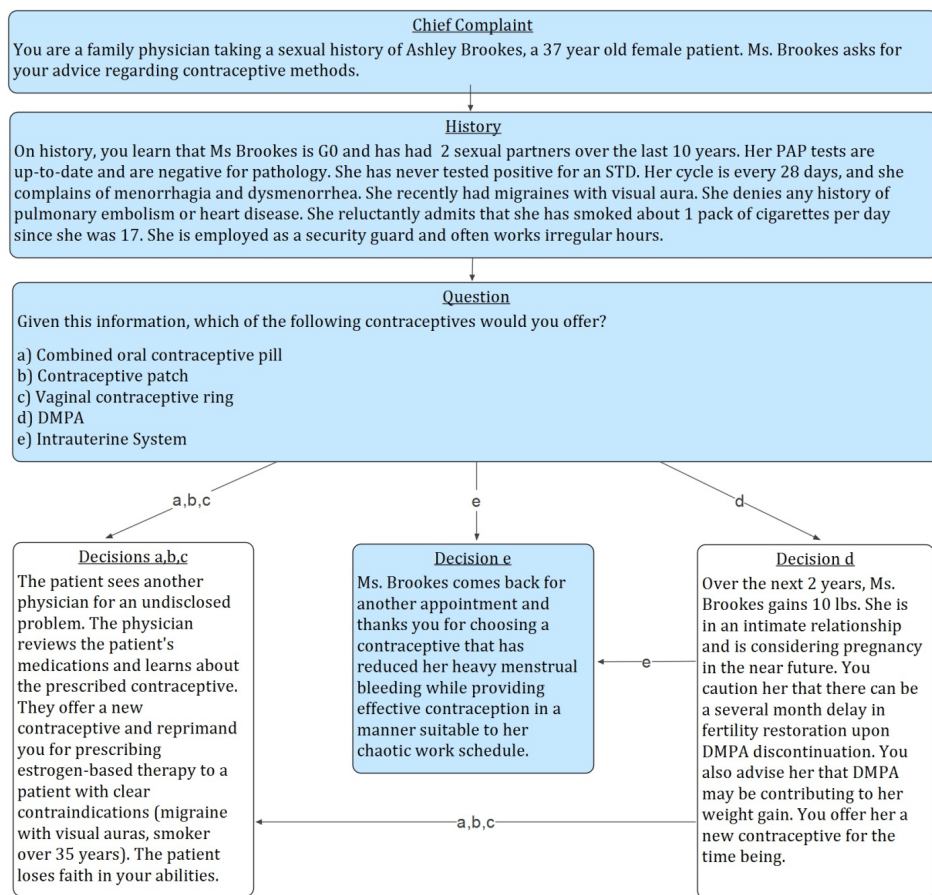 Chief Complaint
You are a family physician taking a sexual history of Ashley Brookes, a 37 year old female patient. Ms. Brookes asks for
your advice regarding contraceptive methods.
History
On history, you learn that Ms Brookes is G0 and has had 2 sexual partners over the last 10 years. Her PAP tests are
up-to-date and are negative for pathology. She has never tested positive for an STD. Her cycle is every 28 days, and she
complains of menorrhagia and dysmenorrhea. She recently had migraines with visual aura. She denies any history of
pulmonary embolism or heart disease. She reluctantly admits that she has smoked about 1 pack of cigarettes per day
since she was 17. She is employed as a security guard and often works irregular hours.
Question
Given this information, which of the following contraceptives would you offer?
a) Combined oral contraceptive pill
b) Contraceptive patch
c) Vaginal contraceptive ring
d) DMPA
e) Intrauterine System
a,b,c
e
d
Decisions a,b,c
The patient sees another
physician for an undisclosed
problem. The physician
reviews the patient's
medications and learns about
the prescribed contraceptive.
They offer a new
contraceptive and reprimand
you for prescribing
estrogen-based therapy to a
patient with clear
contraindications (migraine
with visual auras, smoker
over 35 years). The patient
loses faith in your abilities.
Decision e
Ms. Brookes comes back for
another appointment and
thanks you for choosing a
contraceptive that has
reduced her heavy menstrual
bleeding while providing
effective contraception in a
manner suitable to her
chaotic work schedule.
e
Decision d
Over the next 2 years, Ms.
Brookes gains 10 lbs. She is
in an intimate relationship
and is considering pregnancy
in the near future. You
caution her that there can be
a several month delay in
fertility restoration upon
DMPA discontinuation. You
also advise her that DMPA
may be contributing to her
weight gain. You offer her a
new contraceptive for the
time being.
a,b,c